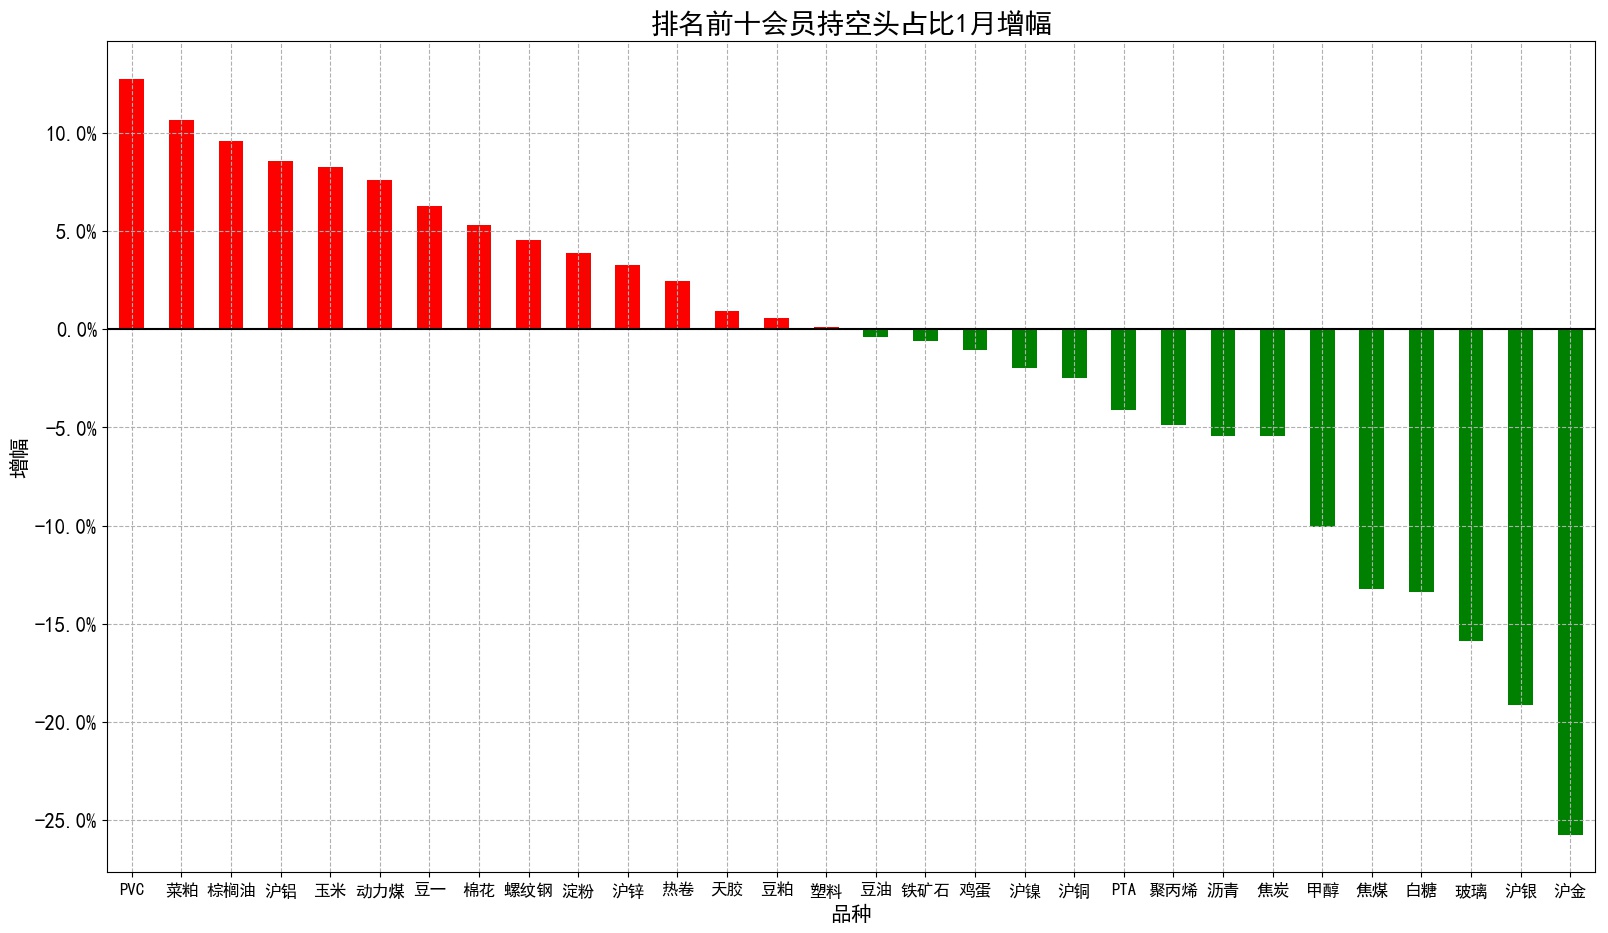 排名前十会员持空头占比1月增幅
10.0%
5.0%
0.0%
-5.0%
-10.0%
-15.0%
-20.0%
-25.0%
增幅
PVC 菜粕 棕榈油 沪铝 玉米 动力煤 豆一 棉花 螺纹钢 淀粉 沪锌 热卷 天胶 豆粕 塑料 豆油 铁矿石 鸡蛋 沪镍 沪铜 PTA 聚丙烯 沥青 焦炭 甲醇 焦煤 白糖 玻璃 沪银 沪金
品种